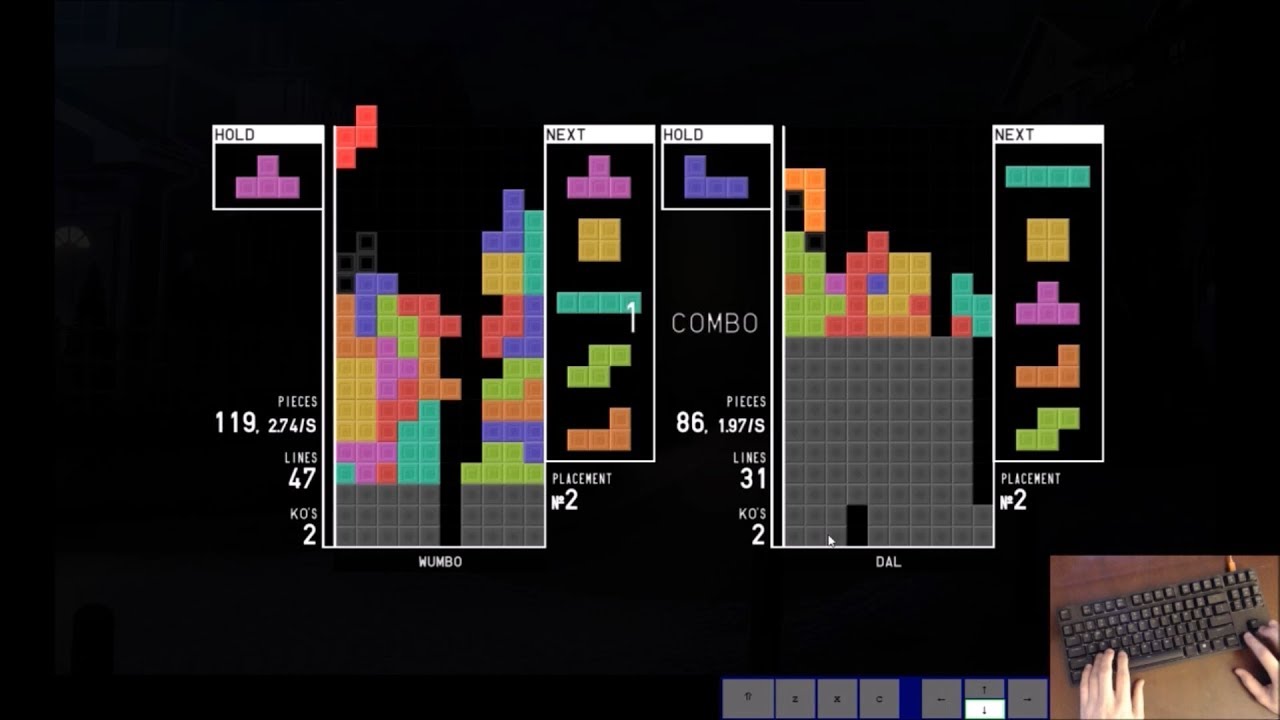 HOLD
NEXT
HOLD
NEXT
1
COMBO
PIECES
119, 2.74/S
LINES
47
KO'S
2
PLACEMENT
№2
WUMBO
PIECES
86, 1.97/S
LINES
31
KO'S
2
PLACEMENT
№2
DAL
⇧ z x c ← ↑ →
↓